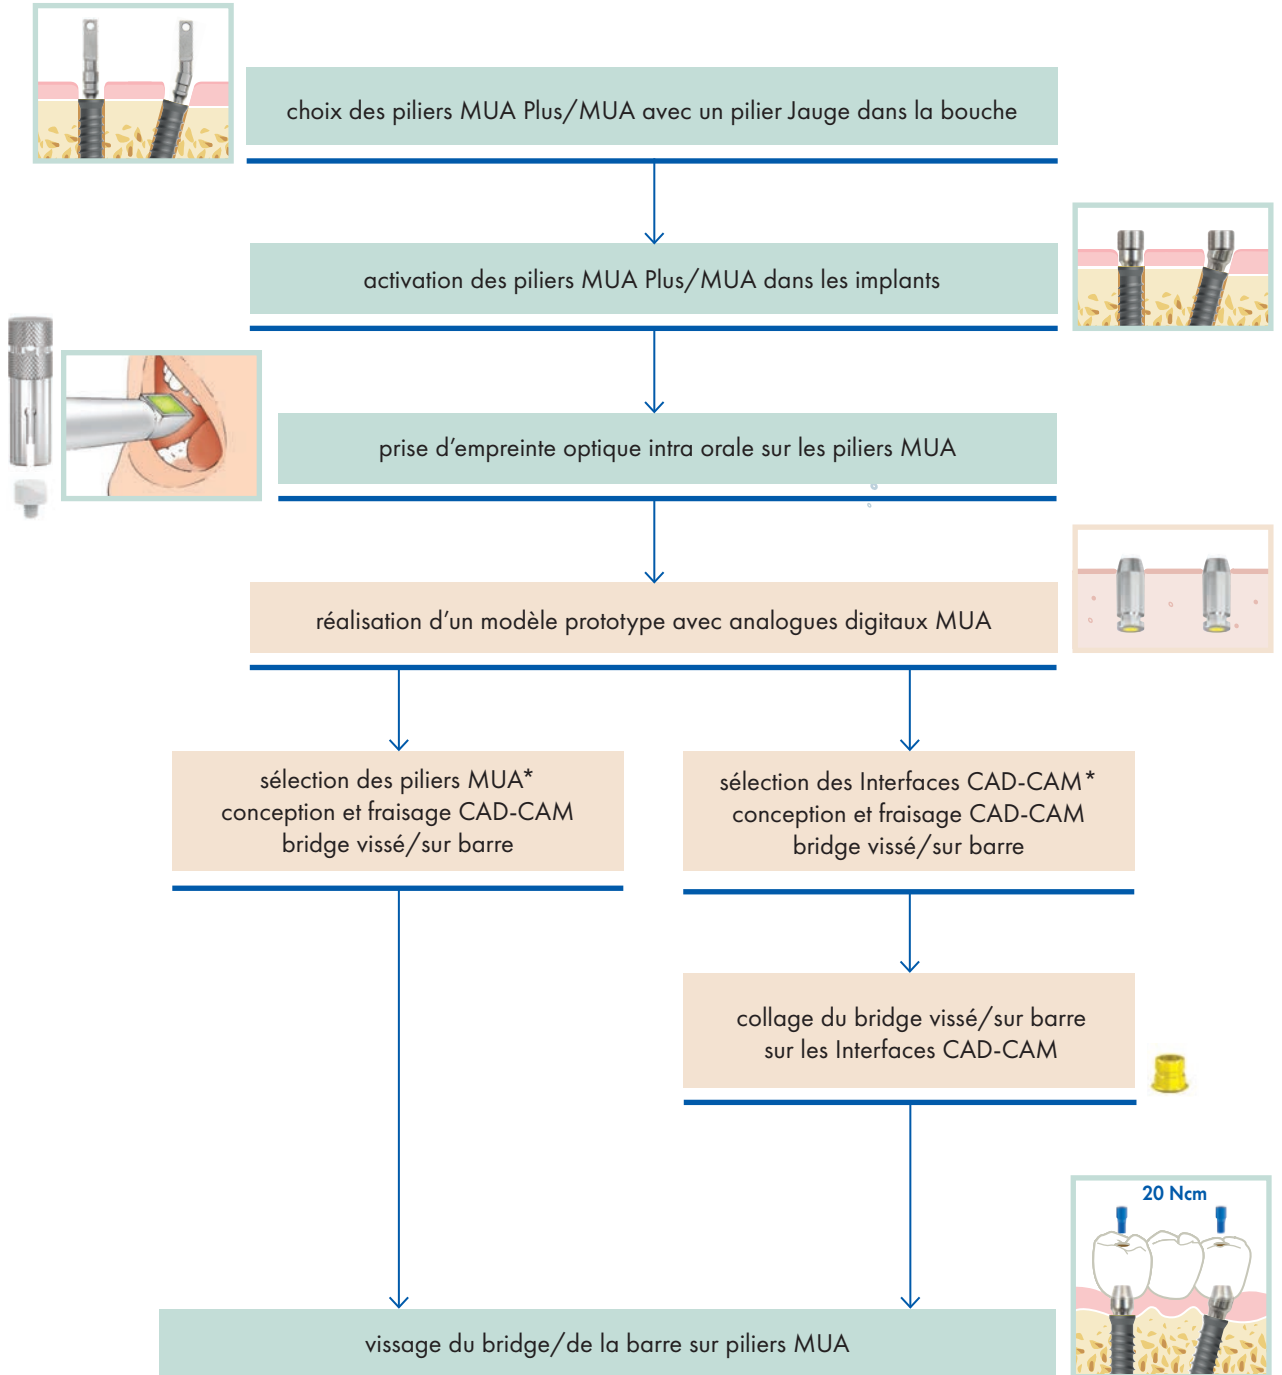 choix des piliers MUA Plus/MUA avec un pilier Jauge dans la bouche
activation des piliers MUA Plus/MUA dans les implants
prise d’empreinte optique intra orale sur les piliers MUA
réalisation d’un modèle prototype avec analogues digitaux MUA
sélection des piliers MUA*
conception et fraisage CAD-CAM
bridge vissé/sur barre
sélection des Interfaces CAD-CAM*
conception et fraisage CAD-CAM
bridge vissé/sur barre
collage du bridge vissé/sur barre
sur les Interfaces CAD-CAM
20 Ncm
vissage du bridge/de la barre sur piliers MUA